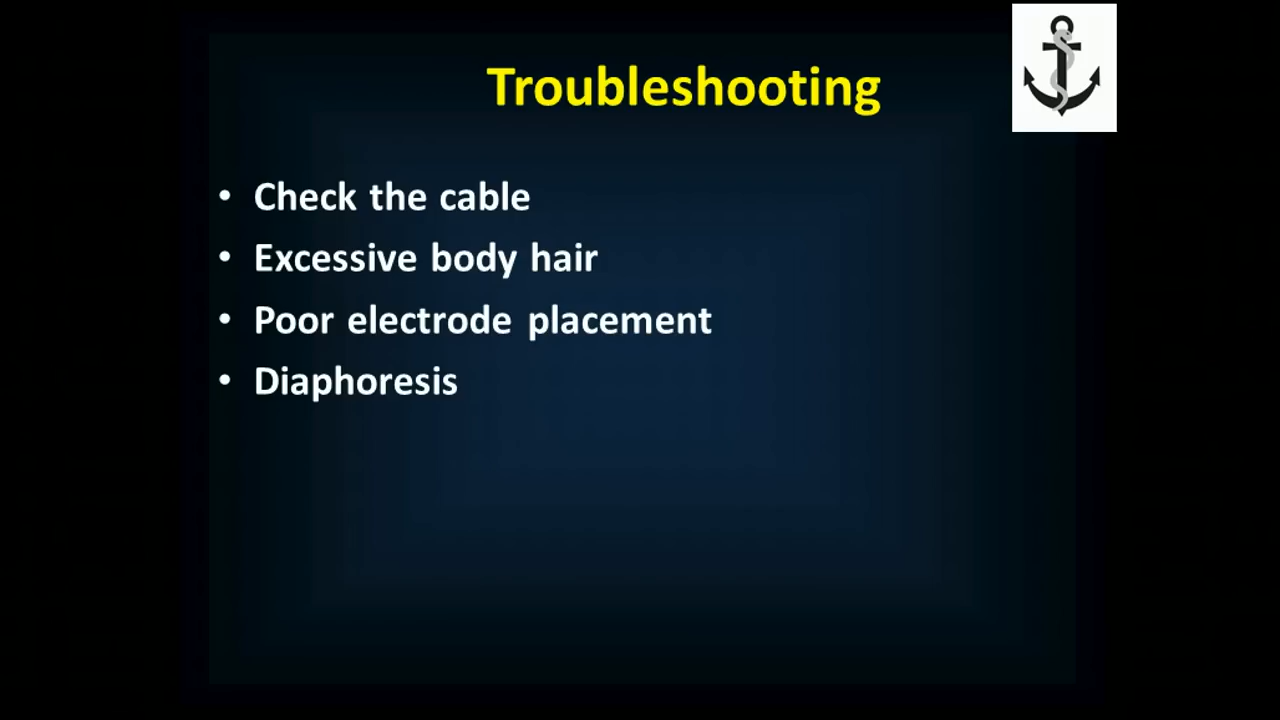 Troubleshooting
• Check the cable
• Excessive body hair
• Poor electrode placement
• Diaphoresis